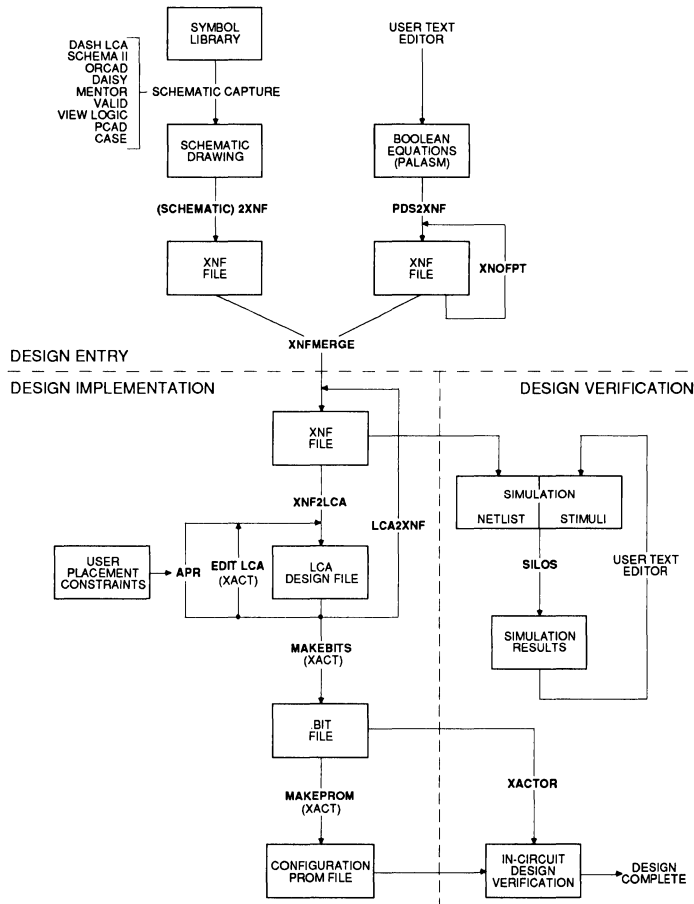 SYMBOL
LIBRARY
USER TEXT
EDITOR
DASH LCA
SCHEMA II
ORCAD
DAISY
MENTOR
VALID
VIEW LOGIC
PCAD
CASE
SCHEMATIC CAPTURE
SCHEMATIC
DRAWING
BOOLEAN
EQUATIONS
(PALASM)
(SCHEMATIC) 2XNF
PDS2XNF
XNF
FILE
XNF
FILE
XNOFPT
XNFMERGE
DESIGN ENTRY
DESIGN IMPLEMENTATION
DESIGN VERIFICATION
XNF
FILE
XNF2LCA
LCA2XNF
SIMULATION
NETLIST
STIMULI
USER
PLACEMENT
CONSTRAINTS
APR
EDIT LCA
(XACT)
LCA
DESIGN FILE
SILOS
USER TEXT
EDITOR
SIMULATION
RESULTS
MAKEBITS
(XACT)
.BIT
FILE
MAKEPROM
(XACT)
XACTOR
CONFIGURATION
PROM FILE
IN-CIRCUIT
DESIGN
VERIFICATION
DESIGN
COMPLETE